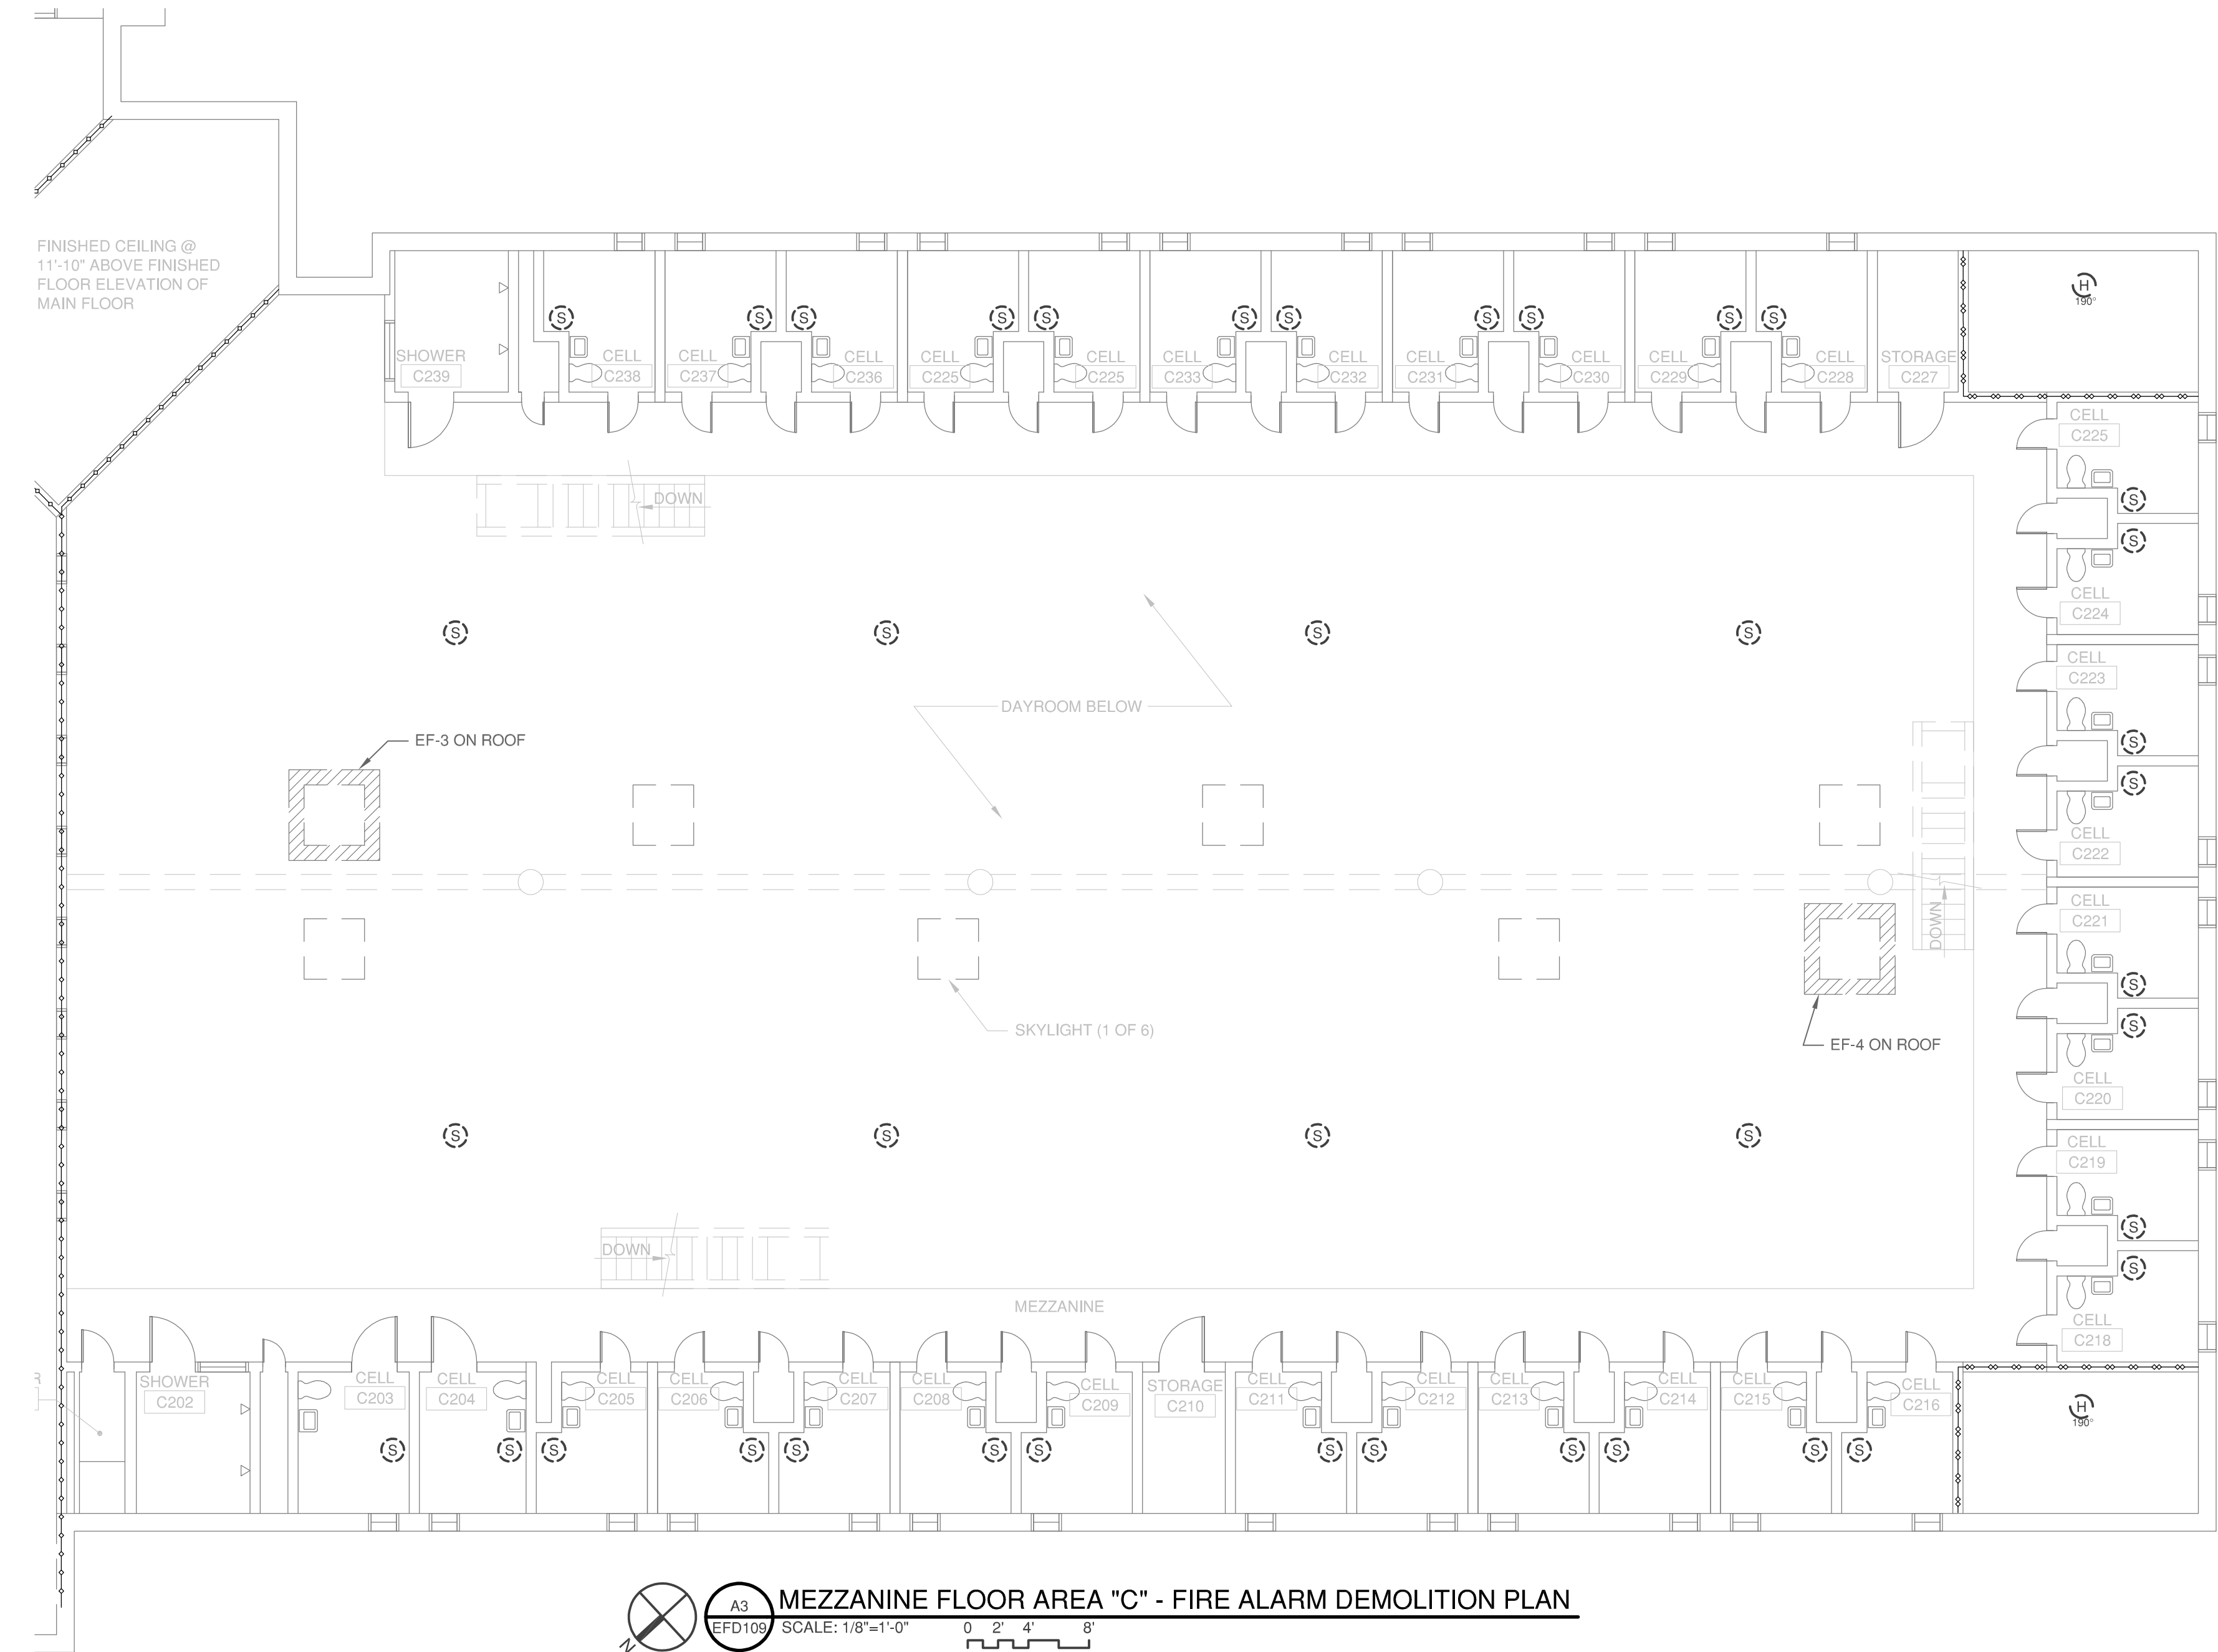 FINISHED CEILING @
11'-10" ABOVE FINISHED
FLOOR ELEVATION OF
MAIN FLOOR
H
190°
S
S
S
S
S
S
S
S
S
S
S
SHOWER
C239
CELL
C238
CELL
C237
CELL
C236
CELL
C225
CELL
C225
CELL
C233
CELL
C232
CELL
C231
CELL
C230
CELL
C229
CELL
C228
STORAGE
C227
CELL
C225
S
S
CELL
C224
DOWN
S
S
S
S
CELL
C223
S
S
CELL
C222
DAYROOM BELOW
EF-3 ON ROOF
CELL
C221
S
S
CELL
C220
DOWN
SKYLIGHT (1 OF 6)
EF-4 ON ROOF
S
S
S
S
CELL
C219
S
S
CELL
C218
DOWN
MEZZANINE
R
SHOWER
C202
CELL
C203
CELL
C204
CELL
C205
CELL
C206
CELL
C207
CELL
C208
CELL
C209
STORAGE
C210
CELL
C211
CELL
C212
CELL
C213
CELL
C214
CELL
C215
CELL
C216
H
190°
S
S
S
S
S
S
S
S
S
S
S
S
S
N
A3
EFD109
MEZZANINE FLOOR AREA "C" - FIRE ALARM DEMOLITION PLAN
SCALE: 1/8"=1'-0"
0 2' 4' 8'